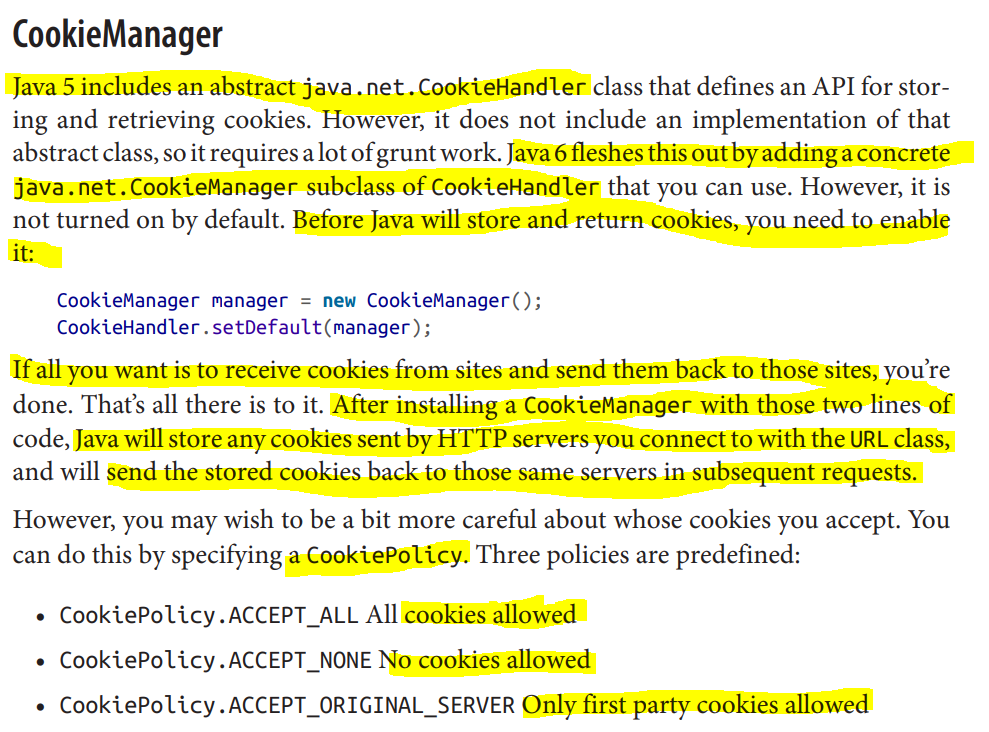 CookieManager
Java 5 includes an abstract java.net.CookieHandler class that defines an API for stor-
ing and retrieving cookies. However, it does not include an implementation of that
abstract class, so it requires a lot of grunt work. Java 6 fleshes this out by adding a concrete
java.net.CookieManager subclass of CookieHandler that you can use. However, it is
not turned on by default. Before Java will store and return cookies, you need to enable
it:
CookieManager manager = new CookieManager();
CookieHandler.setDefault(manager);
If all you want is to receive cookies from sites and send them back to those sites, you’re
done. That’s all there is to it. After installing a CookieManager with those two lines of
code, Java will store any cookies sent by HTTP servers you connect to with the URL class,
and will send the stored cookies back to those same servers in subsequent requests.
However, you may wish to be a bit more careful about whose cookies you accept. You
can do this by specifying a CookiePolicy. Three policies are predefined:
• CookiePolicy.ACCEPT_ALL All cookies allowed
• CookiePolicy.ACCEPT_NONE No cookies allowed
• CookiePolicy.ACCEPT_ORIGINAL_SERVER Only first party cookies allowed